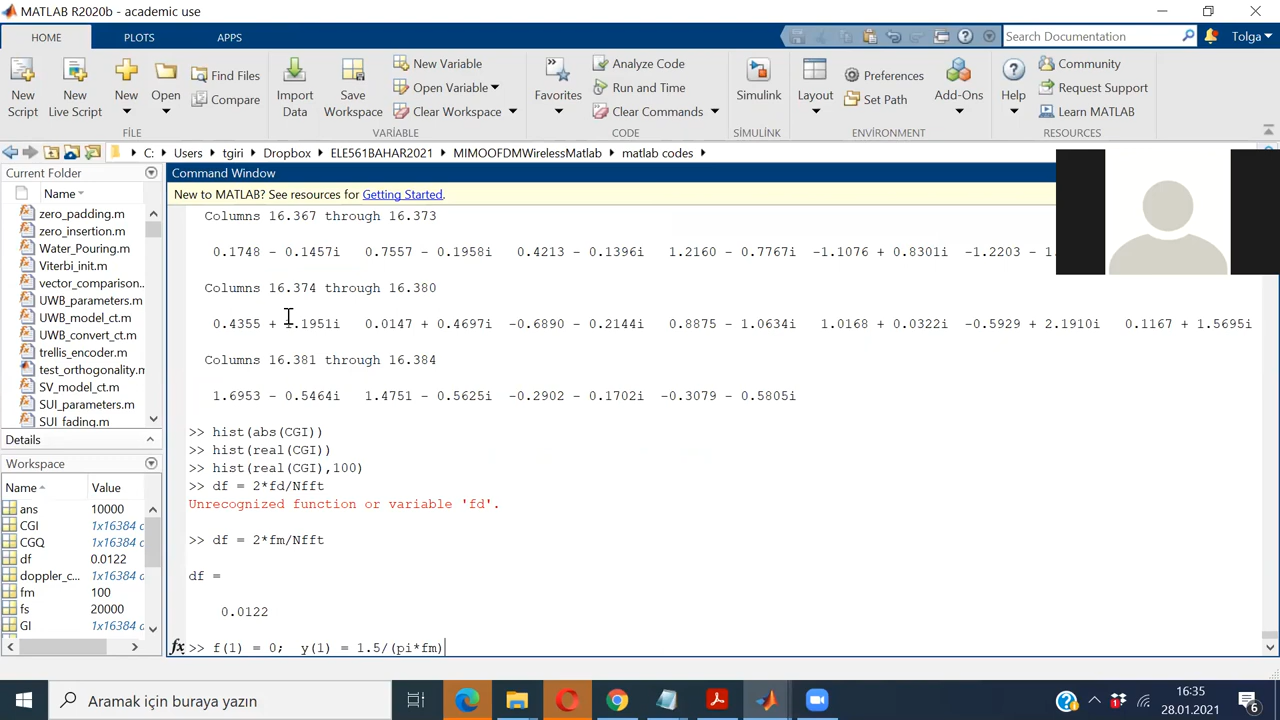 MATLAB R2020b - academic use
HOME PLOTS APPS
Search Documentation
Tolga
New Script
New Live Script
New
Open
Find Files
Compare
Import Data
Save Workspace
New Variable
Open Variable
Clear Workspace
Favorites
Analyze Code
Run and Time
Clear Commands
Simulink
Layout
Preferences
Set Path
Add-Ons
Help
Community
Request Support
Learn MATLAB
FILE VARİABLE CODE SİMULİNK ENVİRONMENT RESOURCES
C: Users tgiri Dropbox ELE561BAHAR2021 MIMOOFDMWirelessMatlab matlab codes
Current Folder
Name
zero_padding.m
zero_insertion.m
Water_Pouring.m
Viterbi_init.m
vector_comparison..
UWB_parameters.m
UWB_model_ct.m
UWB_convert_ct.m
trellis_encoder.m
test_orthogonality.m
SV_model_ct.m
SUI_parameters.m
SUI_fading.m
Details
Workspace
Name Value
ans 10000
CGI 1x16384 c
CGQ 1x16384 c
df 0.0122
doppler_c... 1x16384 c
fm 100
fs 20000
GI 1x16384 c
Command Window
New to MATLAB? See resources for Getting Started.
Columns 16.367 through 16.373
0.1748 - 0.1457i 0.7557 - 0.1958i 0.4213 - 0.1396i 1.2160 - 0.7767i -1.1076 + 0.8301i -1.2203 - 1.
Columns 16.374 through 16.380
0.4355 + .1951i 0.0147 + 0.4697i -0.6890 - 0.2144i 0.8875 - 1.0634i 1.0168 + 0.0322i -0.5929 + 2.1910i 0.1167 + 1.5695i
Columns 16.381 through 16.384
1.6953 - 0.5464i 1.4751 - 0.5625i -0.2902 - 0.1702i -0.3079 - 0.5805i
>> hist(abs(CGI))
>> hist(real(CGI))
>> hist(real(CGI),100)
>> df = 2*fd/Nfft
Unrecognized function or variable 'fd'.
>> df = 2*fm/Nfft
df =
0.0122
fx >> f(1) = 0; y(1) = 1.5/(pi*fm)
Aramak için buraya yazın
16:35
28.01.2021
6